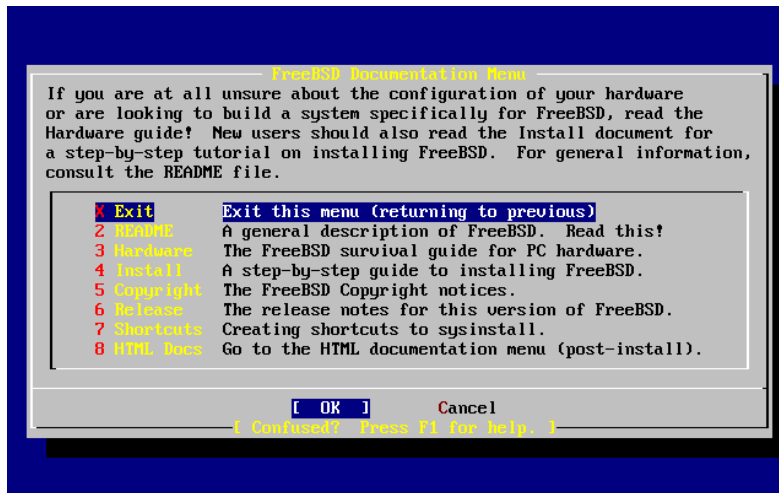 FreeBSD Documentation Menu
If you are at all unsure about the configuration of your hardware
or are looking to build a system specifically for FreeBSD, read the
Hardware guide!  New users should also read the Install document for
a step-by-step tutorial on installing FreeBSD.  For general information,
consult the README file.
X Exit Exit this menu (returning to previous)
2 README A general description of FreeBSD.  Read this!
3 Hardware The FreeBSD survival guide for PC hardware.
4 Install A step-by-step guide to installing FreeBSD.
5 Copyright The FreeBSD Copyright notices.
6 Release The release notes for this version of FreeBSD.
7 Shortcuts Creating shortcuts to sysinstall.
8 HTML Docs Go to the HTML documentation menu (post-install).
[ OK ] Cancel
[ Confused?  Press F1 for help. ]